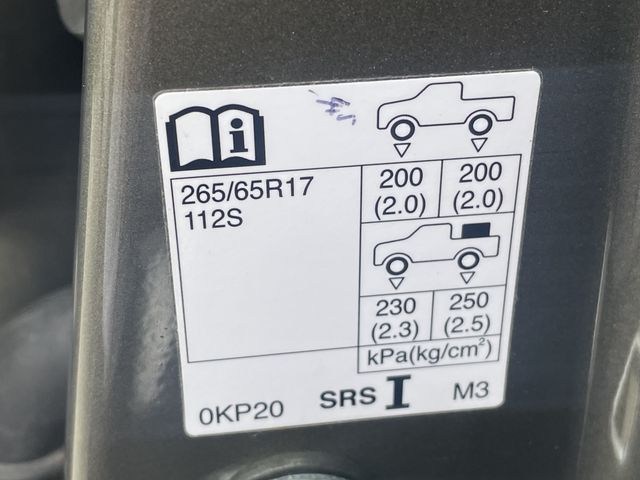 265/65R17
112S
200 200
(2.0) (2.0)
230 250
(2.3) (2.5)
kPa(kg/cm²)
0KP20 SRS I M3